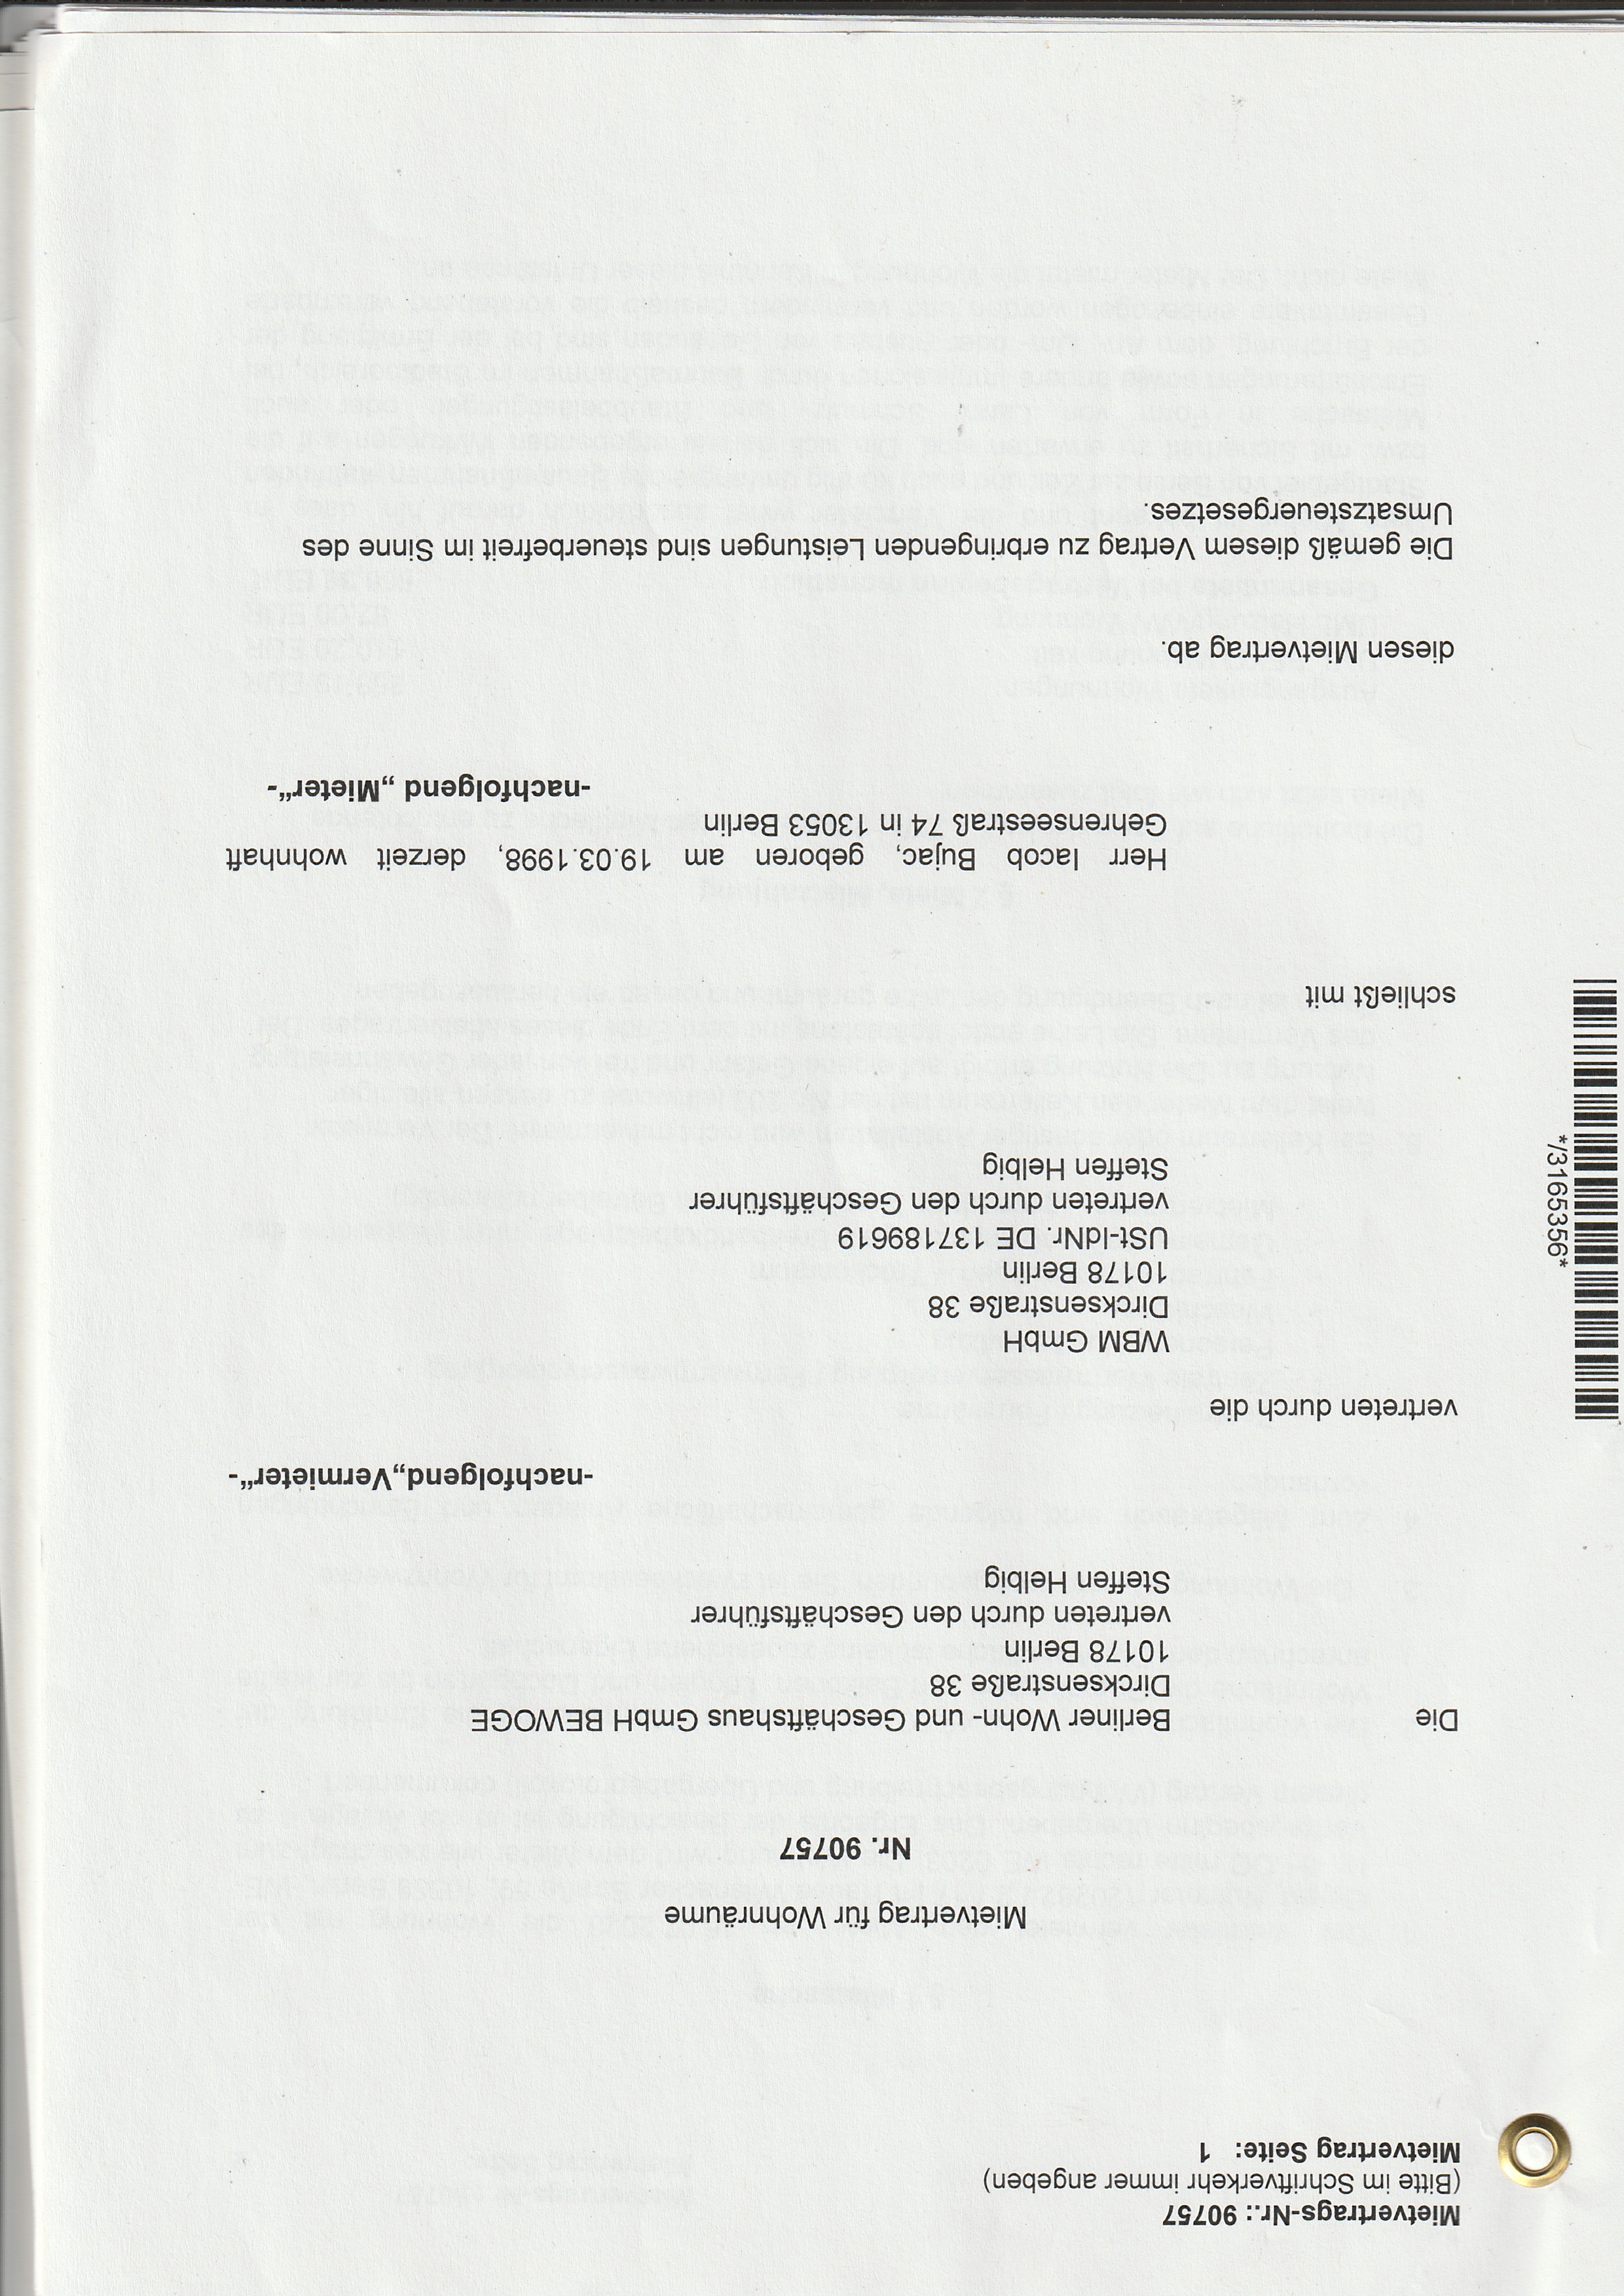 Mietvertrags-Nr.: 90757
(Bitte im Schriftverkehr immer angeben)
Mietvertrag Seite: 1
Mietvertrag für Wohnräume
Nr. 90757
Die
Berliner Wohn- und Geschäftshaus GmbH BEWOGE
Dircksenstraße 38
10178 Berlin
vertreten durch den Geschäftsführer
Steffen Helbig
-nachfolgend„Vermieter“-
vertreten durch die
WBM GmbH
Dircksenstraße 38
10178 Berlin
USt-IdNr. DE 137189619
vertreten durch den Geschäftsführer
Steffen Helbig
*/3165356*
schließt mit
Herr Iacob Bujac, geboren am 19.03.1998, derzeit wohnhaft
Gehrenseestraß 74 in 13053 Berlin
-nachfolgend „Mieter“-
diesen Mietvertrag ab.
Die gemäß diesem Vertrag zu erbringenden Leistungen sind steuerbefreit im Sinne des
Umsatzsteuergesetzes.